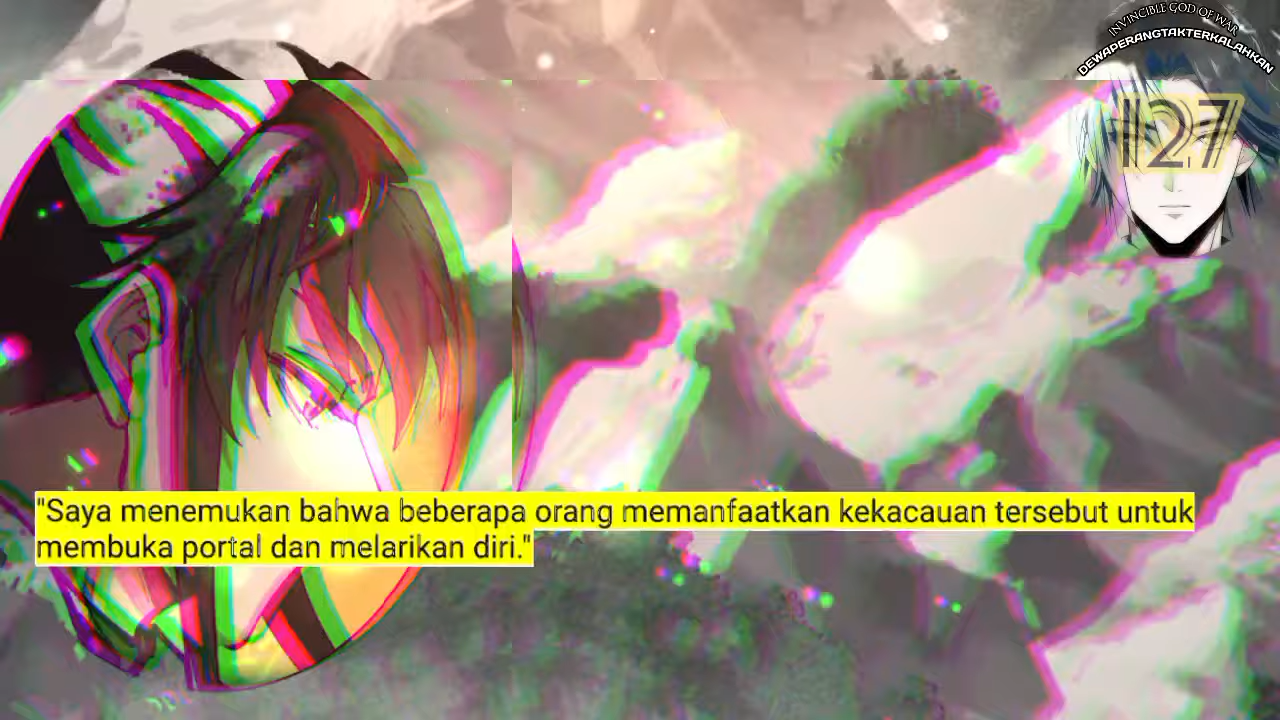 INVINCIBLE GOD OF WAR
DEWAPERANGTAKTERKALAHKAN
127
"Saya menemukan bahwa beberapa orang memanfaatkan kekacauan tersebut untuk
membuka portal dan melarikan diri."